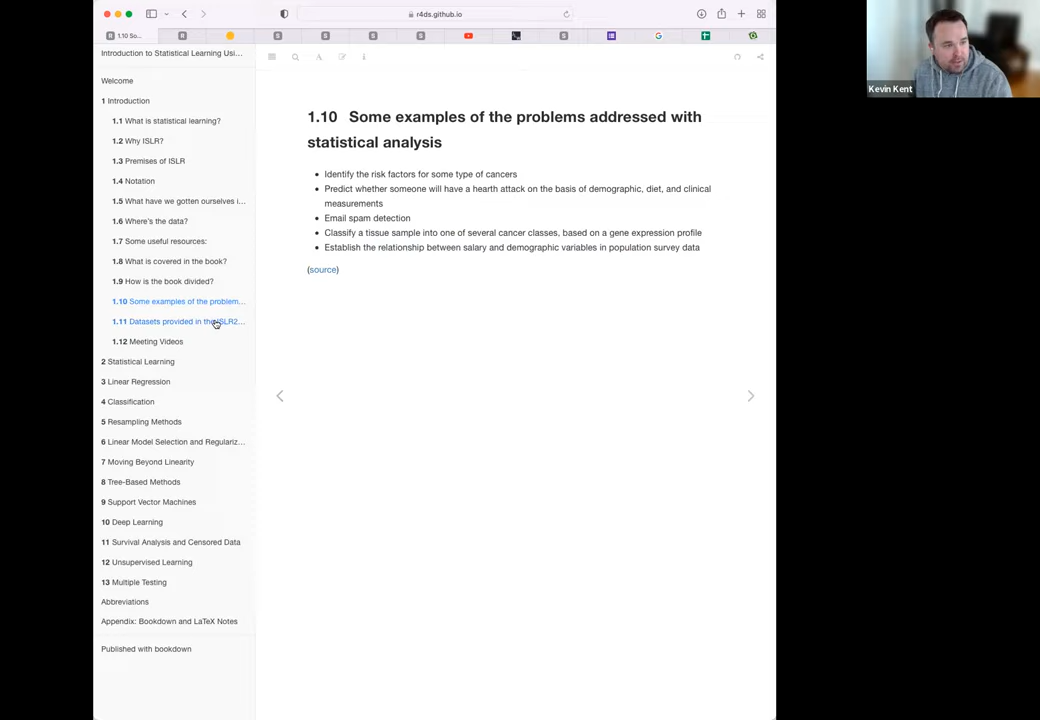 r4ds.github.io
1.10 So...
Introduction to Statistical Learning Usi...
Welcome
1 Introduction
1.1 What is statistical learning?
1.2 Why ISLR?
1.3 Premises of ISLR
1.4 Notation
1.5 What have we gotten ourselves i...
1.6 Where's the data?
1.7 Some useful resources:
1.8 What is covered in the book?
1.9 How is the book divided?
1.10 Some examples of the problem...
1.11 Datasets provided in the ISLR2...
1.12 Meeting Videos
2 Statistical Learning
3 Linear Regression
4 Classification
5 Resampling Methods
6 Linear Model Selection and Regulariz...
7 Moving Beyond Linearity
8 Tree-Based Methods
9 Support Vector Machines
10 Deep Learning
11 Survival Analysis and Censored Data
12 Unsupervised Learning
13 Multiple Testing
Abbreviations
Appendix: Bookdown and LaTeX Notes
Published with bookdown
1.10 Some examples of the problems addressed with
statistical analysis
• Identify the risk factors for some type of cancers
• Predict whether someone will have a hearth attack on the basis of demographic, diet, and clinical
measurements
• Email spam detection
• Classify a tissue sample into one of several cancer classes, based on a gene expression profile
• Establish the relationship between salary and demographic variables in population survey data
(source)
Kevin Kent